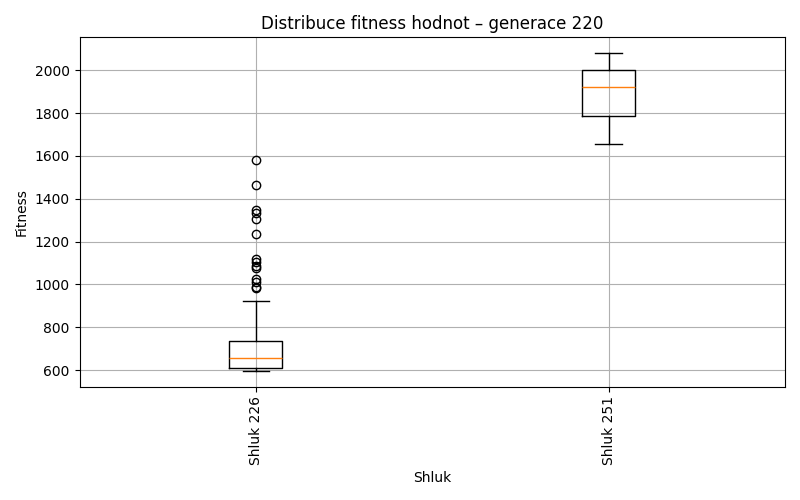 Distribuce fitness hodnot – generace 220
Fitness
2000
1800
1600
1400
1200
1000
800
600
Shluk 226
Shluk 251
Shluk